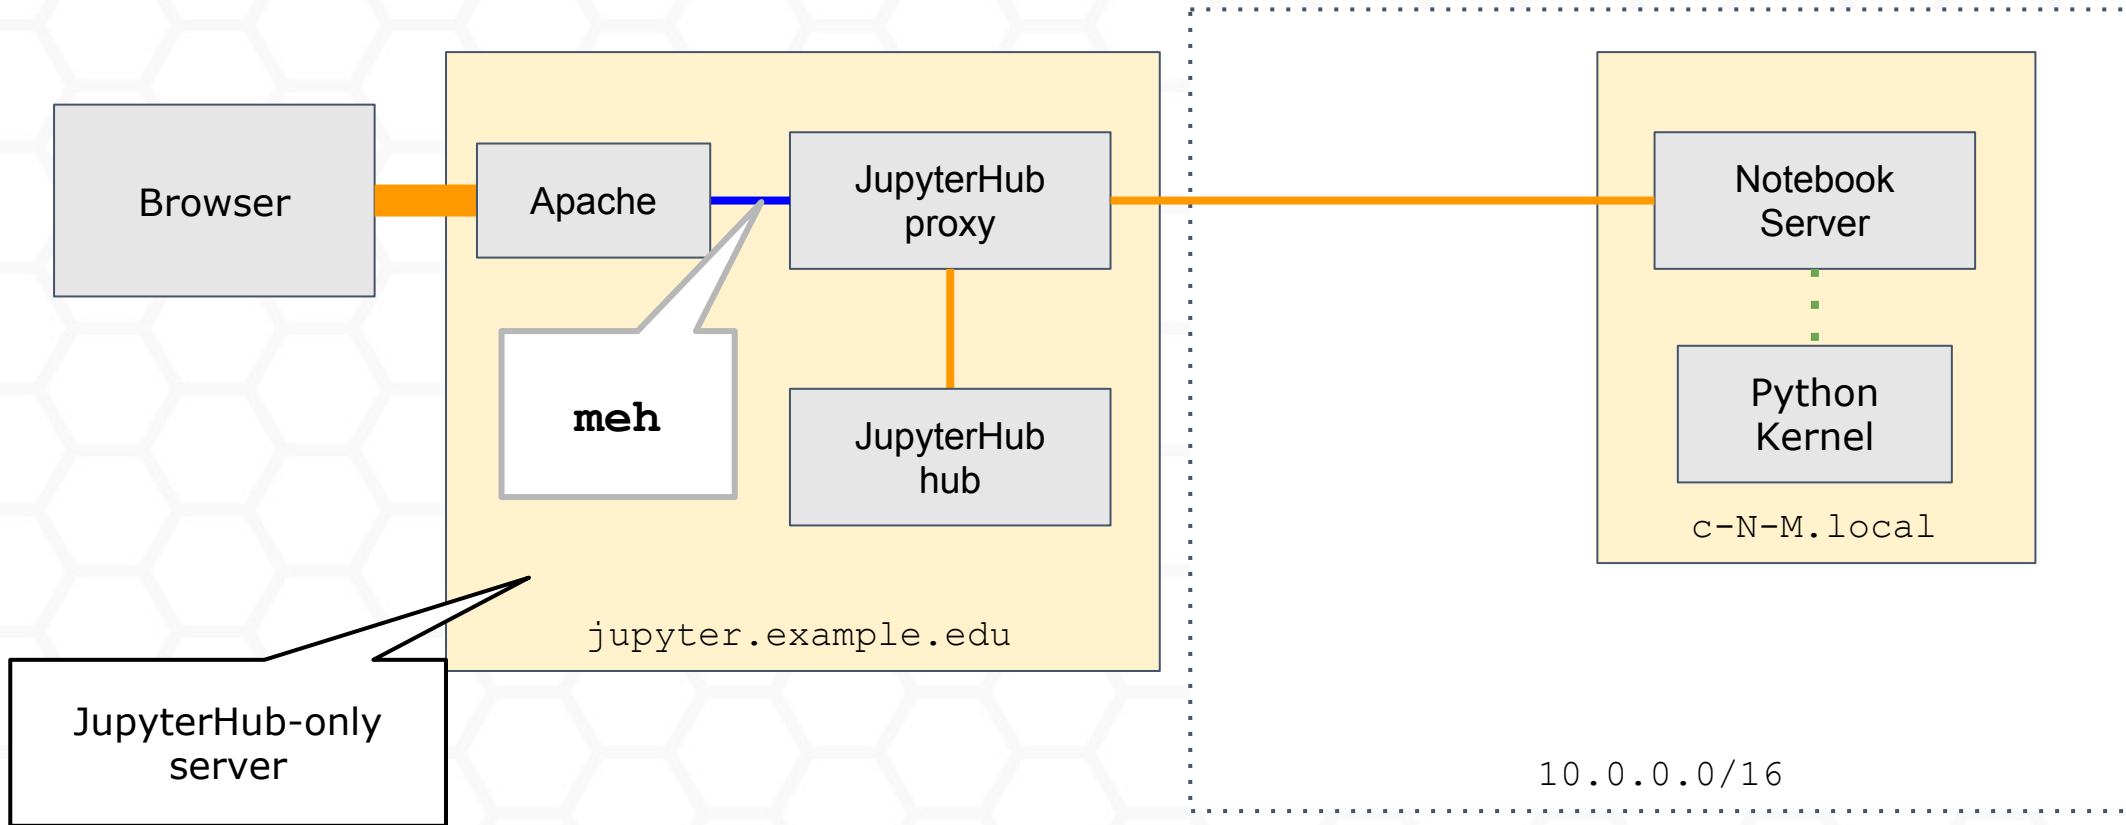 Browser
Apache
JupyterHub
proxy
Notebook
Server
meh
JupyterHub
hub
Python
Kernel
c-N-M.local
jupyter.example.edu
JupyterHub-only
server
10.0.0.0/16